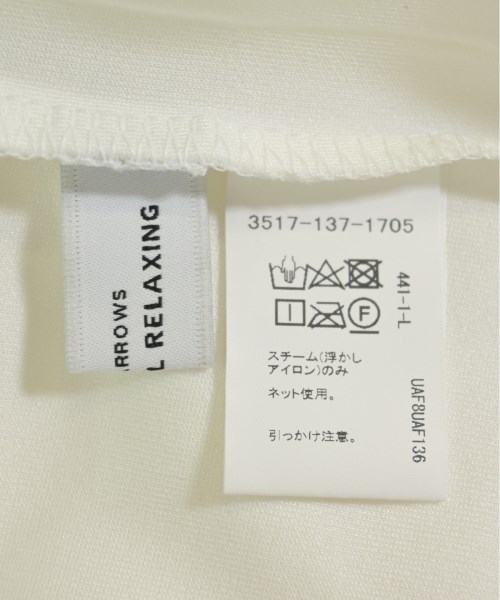 ARROWS
L RELAXING
3517-137-1705
441-1-L
F
スチーム(浮かし
アイロン)のみ
ネット使用。
引っかけ注意。
UAF8UAF136